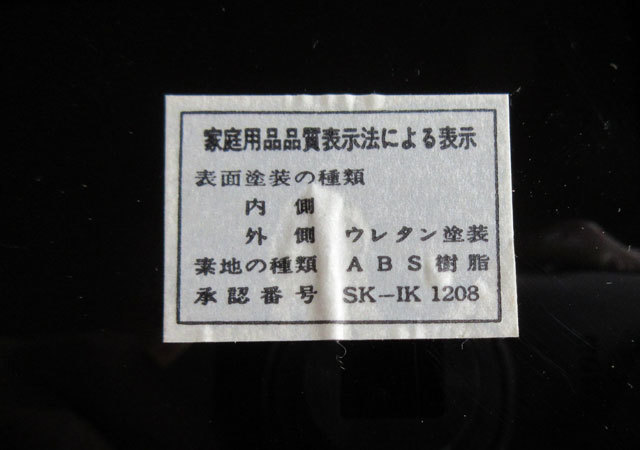 家庭用品品質表示法による表示
表面塗装の種類
内側
外側 ウレタン塗装
素地の種類 ABS樹脂
承認番号 SK-IK 1208